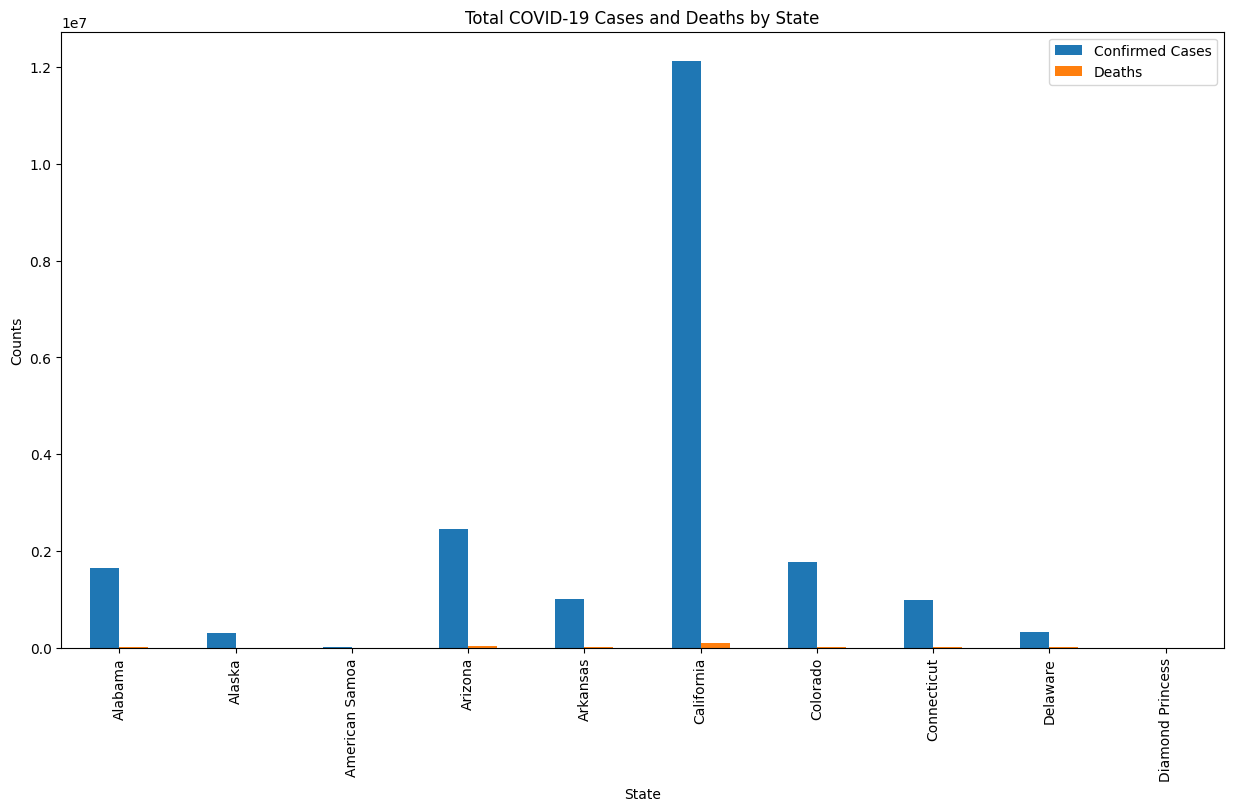 Total COVID-19 Cases and Deaths by State
1e7
Confirmed Cases
Deaths
1.2
1.0
0.8
0.6
0.4
0.2
0.0
Counts
Alabama
Alaska
American Samoa
Arizona
Arkansas
California
Colorado
Connecticut
Delaware
Diamond Princess
State